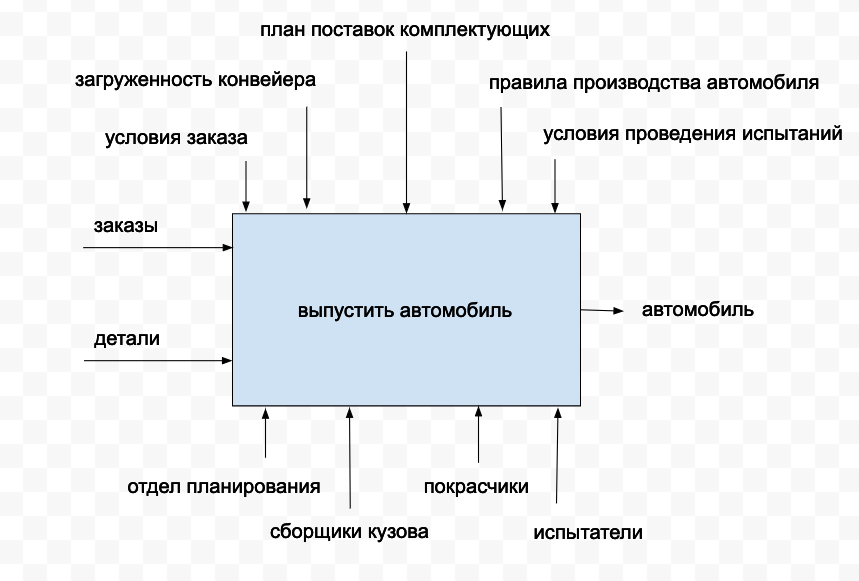 план поставок комплектующих
загруженность конвейера
правила производства автомобиля
условия заказа
условия проведения испытаний
заказы
выпустить автомобиль
автомобиль
детали
отдел планирования
покрасчики
сборщики кузова
испытатели